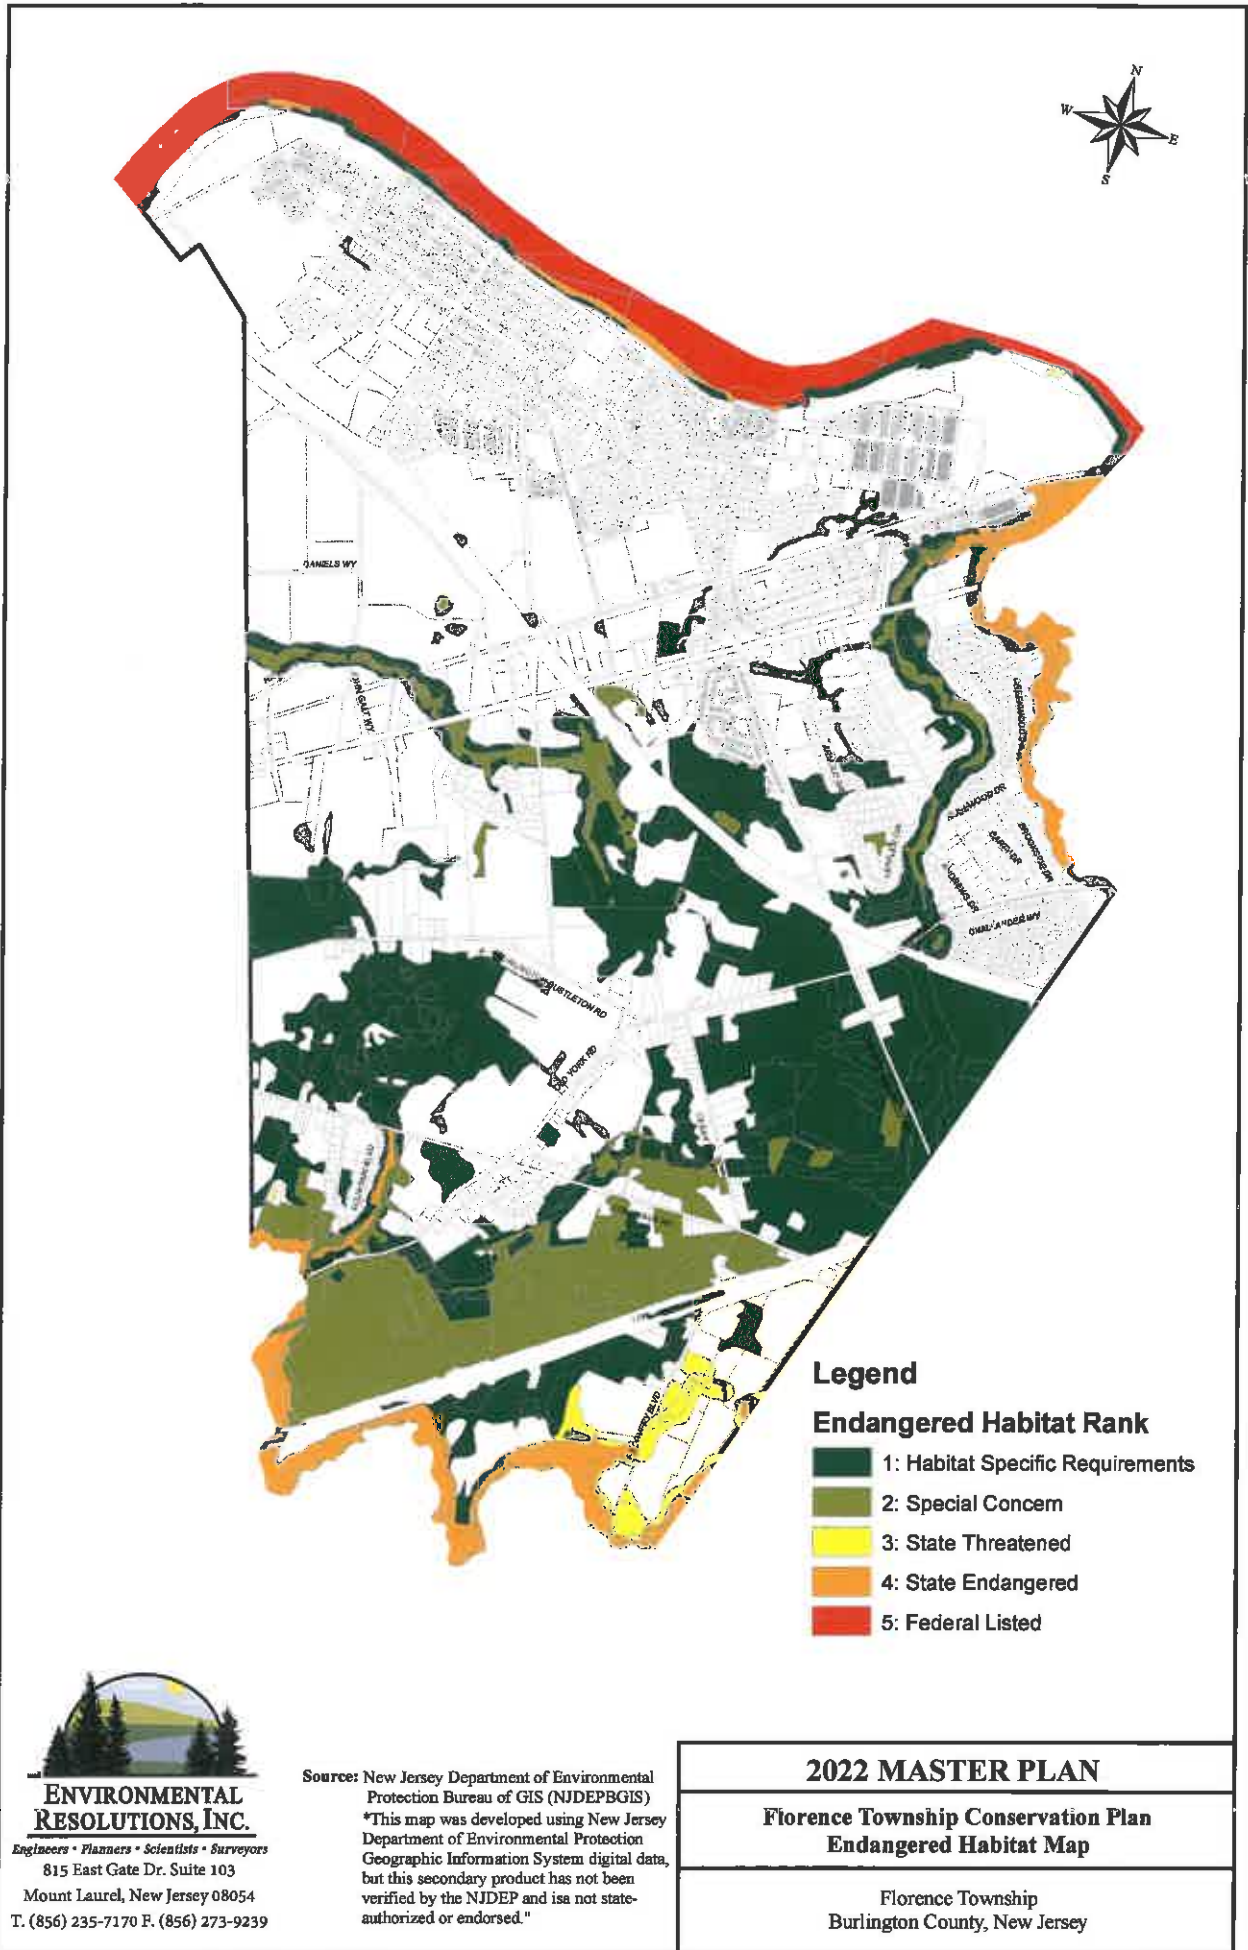 N
W
E
S
DANIELS WY
CHALLANDER WY
BUSTLETON RD
OLD YORK RD
Legend
Endangered Habitat Rank
1: Habitat Specific Requirements
2: Special Concern
3: State Threatened
4: State Endangered
5: Federal Listed
ENVIRONMENTAL
RESOLUTIONS, INC.
Engineers • Planners • Scientists • Surveyors
815 East Gate Dr. Suite 103
Mount Laurel, New Jersey 08054
T. (856) 235-7170 F. (856) 273-9239
Source: New Jersey Department of Environmental
Protection Bureau of GIS (NJDEPBGIS)
*This map was developed using New Jersey
Department of Environmental Protection
Geographic Information System digital data,
but this secondary product has not been
verified by the NJDEP and isa not state-
authorized or endorsed."
2022 MASTER PLAN
Florence Township Conservation Plan
Endangered Habitat Map
Florence Township
Burlington County, New Jersey